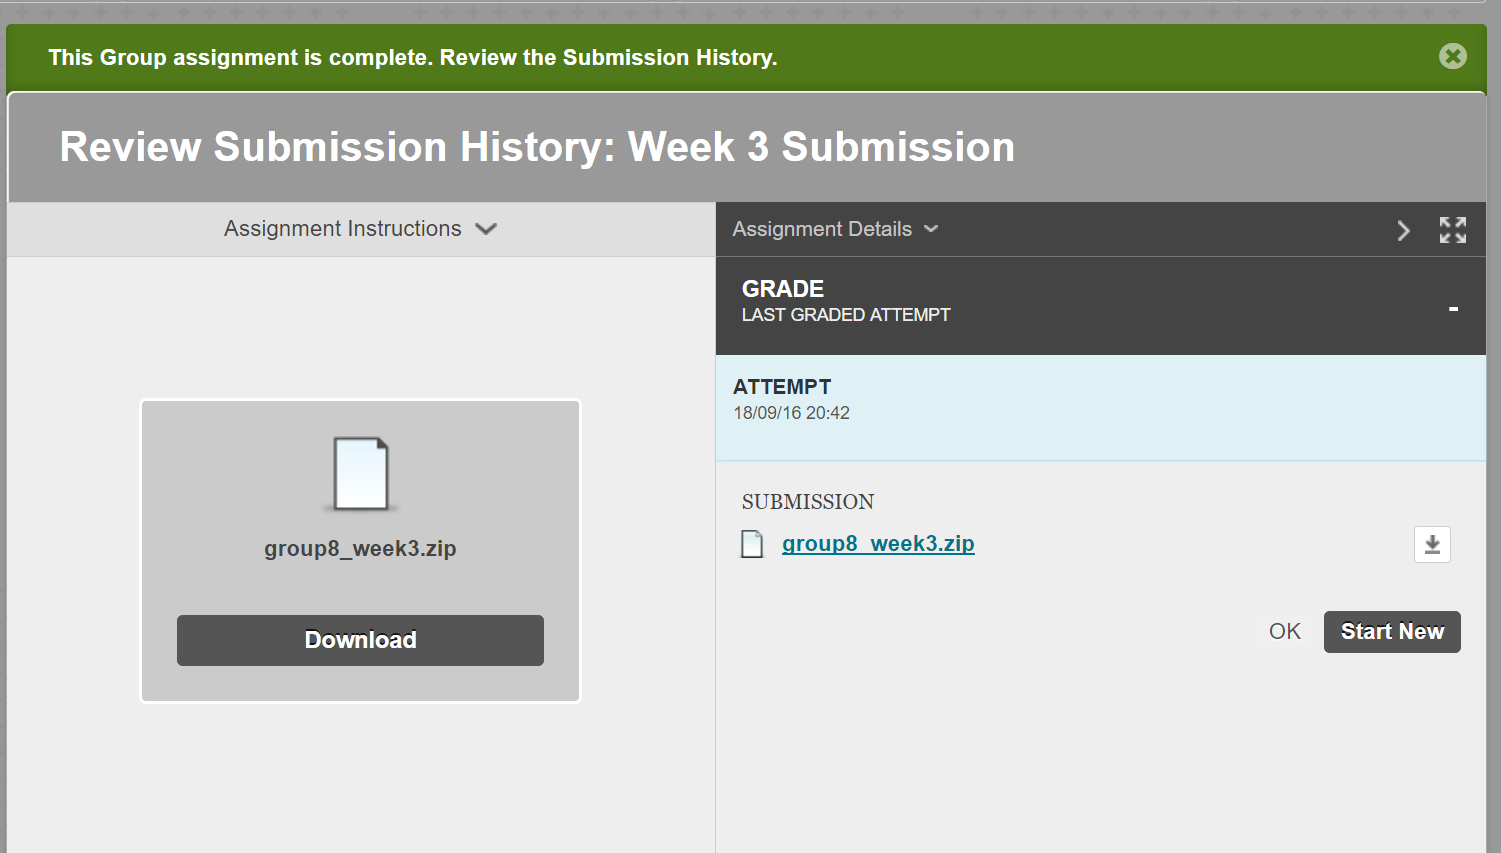 This Group assignment is complete. Review the Submission History.
Review Submission History: Week 3 Submission
Assignment Instructions
Assignment Details
GRADE
LAST GRADED ATTEMPT
-
ATTEMPT
18/09/16 20:42
group8_week3.zip
Download
SUBMISSION
group8_week3.zip
OK
Start New